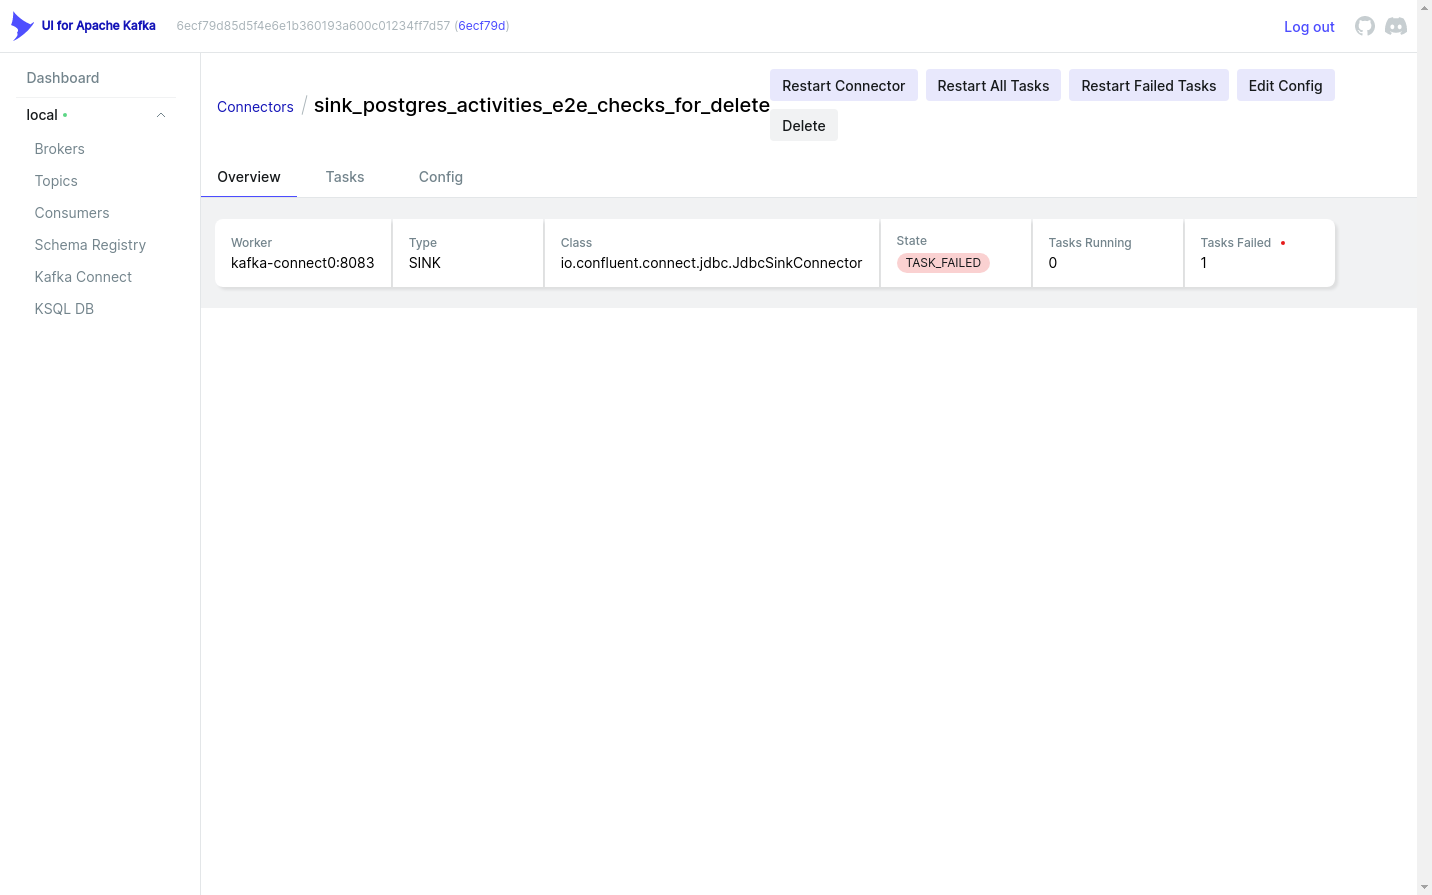 UI for Apache Kafka 6ecf79d85d5f4e6e1b360193a600c01234ff7d57 (6ecf79d) Log out
Dashboard
local
Brokers
Topics
Consumers
Schema Registry
Kafka Connect
KSQL DB
Connectors / sink_postgres_activities_e2e_checks_for_delete
Restart Connector Restart All Tasks Restart Failed Tasks Edit Config
Delete
Overview Tasks Config
Worker Type Class State Tasks Running Tasks Failed
kafka-connect0:8083 SINK io.confluent.connect.jdbc.JdbcSinkConnector TASK_FAILED 0 1